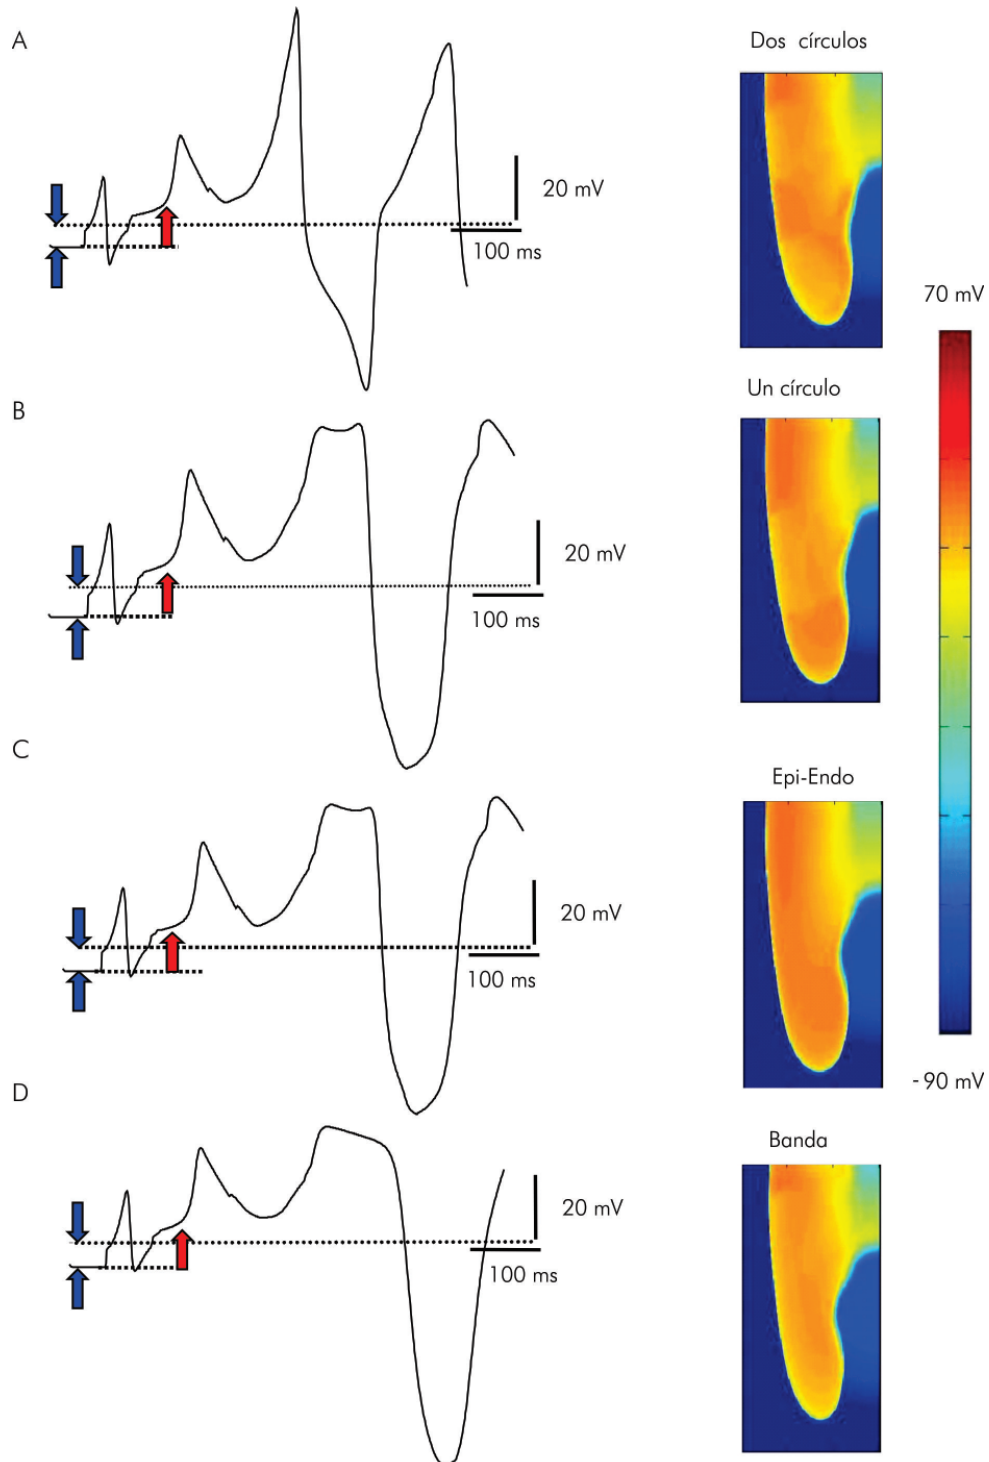 A
Dos círculos
20 mV
100 ms
70 mV
B
Un círculo
20 mV
100 ms
C
Epi-Endo
20 mV
100 ms
- 90 mV
D
Banda
20 mV
100 ms